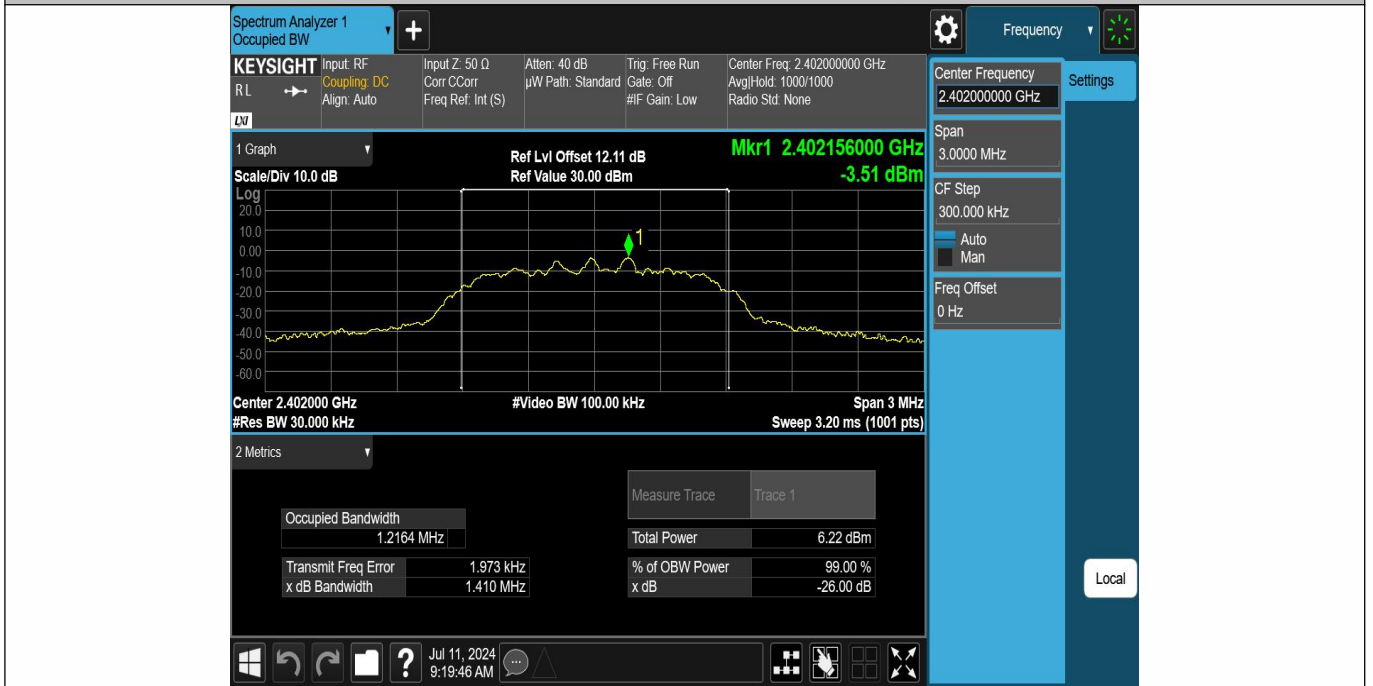 Spectrum Analyzer 1
Occupied BW
+
Frequency
KEYSIGHT
RL
LXI
Input: RF
Coupling: DC
Align: Auto
Input Z: 50 Ω
Corr CCorr
Freq Ref: Int (S)
Atten: 40 dB
µW Path: Standard
Trig: Free Run
Gate: Off
#IF Gain: Low
Center Freq: 2.402000000 GHz
Avg|Hold: 1000/1000
Radio Std: None
Center Frequency
2.402000000 GHz
Settings
Span
3.0000 MHz
CF Step
300.000 kHz
Auto
Man
Freq Offset
0 Hz
Local
1 Graph
Scale/Div 10.0 dB
Ref Lvl Offset 12.11 dB
Ref Value 30.00 dBm
Mkr1 2.402156000 GHz
-3.51 dBm
Log
20.0
10.0
0.00
-10.0
-20.0
-30.0
-40.0
-50.0
-60.0
1
Center 2.402000 GHz
#Res BW 30.000 kHz
#Video BW 100.00 kHz
Span 3 MHz
Sweep 3.20 ms (1001 pts)
2 Metrics
Measure Trace Trace 1
Occupied Bandwidth
1.2164 MHz
Total Power 6.22 dBm
Transmit Freq Error 1.973 kHz
% of OBW Power 99.00 %
x dB Bandwidth 1.410 MHz
x dB -26.00 dB
?
Jul 11, 2024
9:19:46 AM